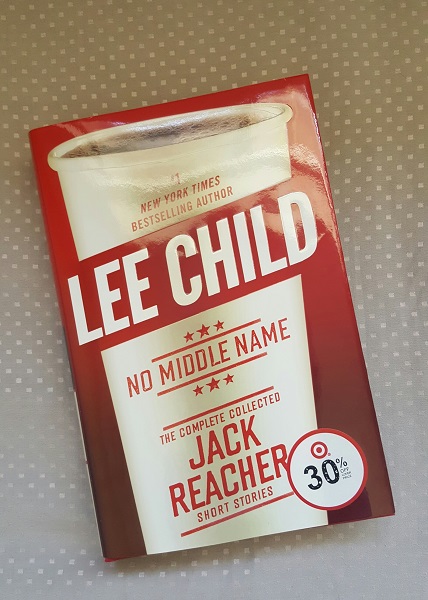 #1
NEW YORK TIMES
BESTSELLING AUTHOR
LEE CHILD
NO MIDDLE NAME
THE COMPLETE COLLECTED
JACK
REACHER
SHORT STORIES
30%
OFF